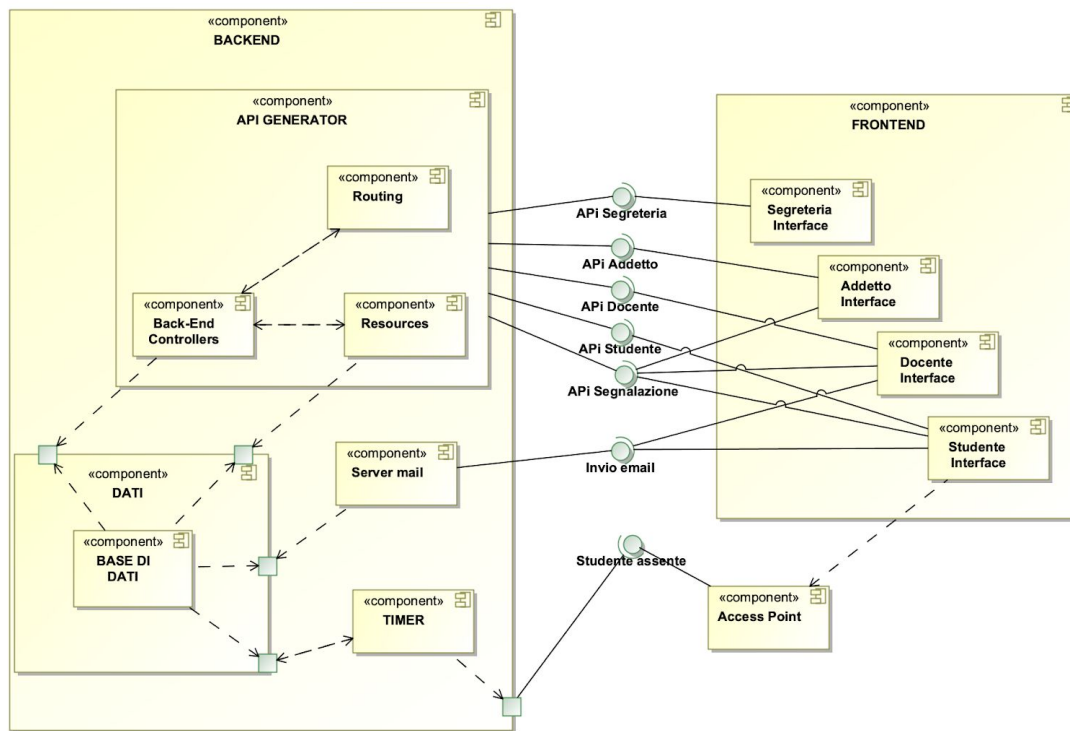 «component»
BACKEND
«component»
API GENERATOR
«component»
Routing
«component»
Back-End
Controllers
«component»
Resources
«component»
DATI
«component»
BASE DI
DATI
«component»
Server mail
«component»
TIMER
APi Segreteria
APi Addetto
APi Docente
APi Studente
APi Segnalazione
Invio email
Studente assente
«component»
FRONTEND
«component»
Segreteria
Interface
«component»
Addetto
Interface
«component»
Docente
Interface
«component»
Studente
Interface
«component»
Access Point